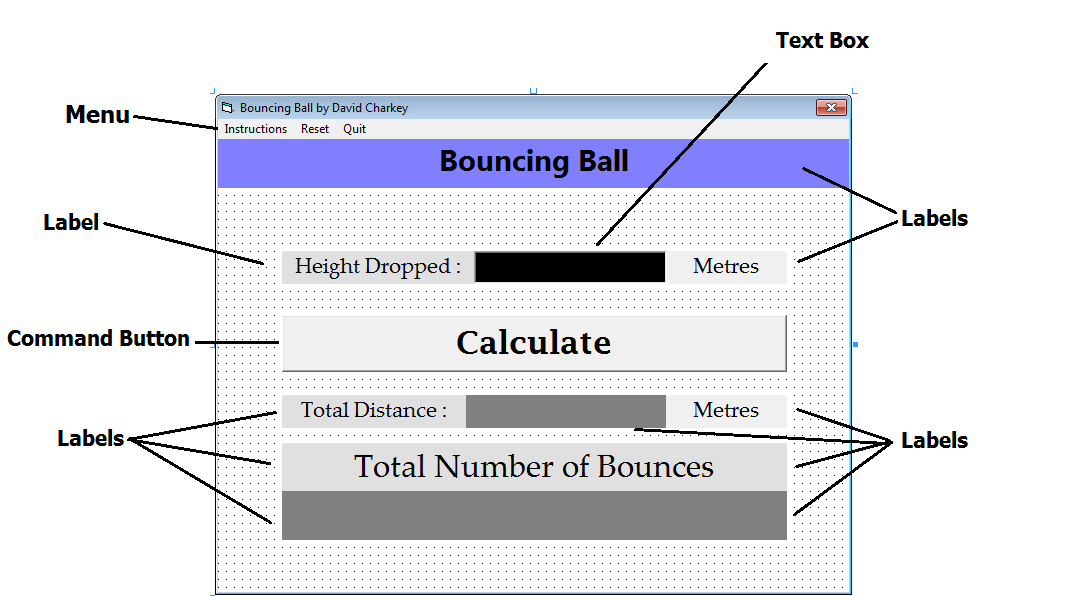 Text Box
Bouncing Ball by David Charkey
Menu
Instructions Reset Quit
Bouncing Ball
Label
Labels
Height Dropped : Metres
Command Button
Calculate
Total Distance : Metres
Labels
Labels
Total Number of Bounces